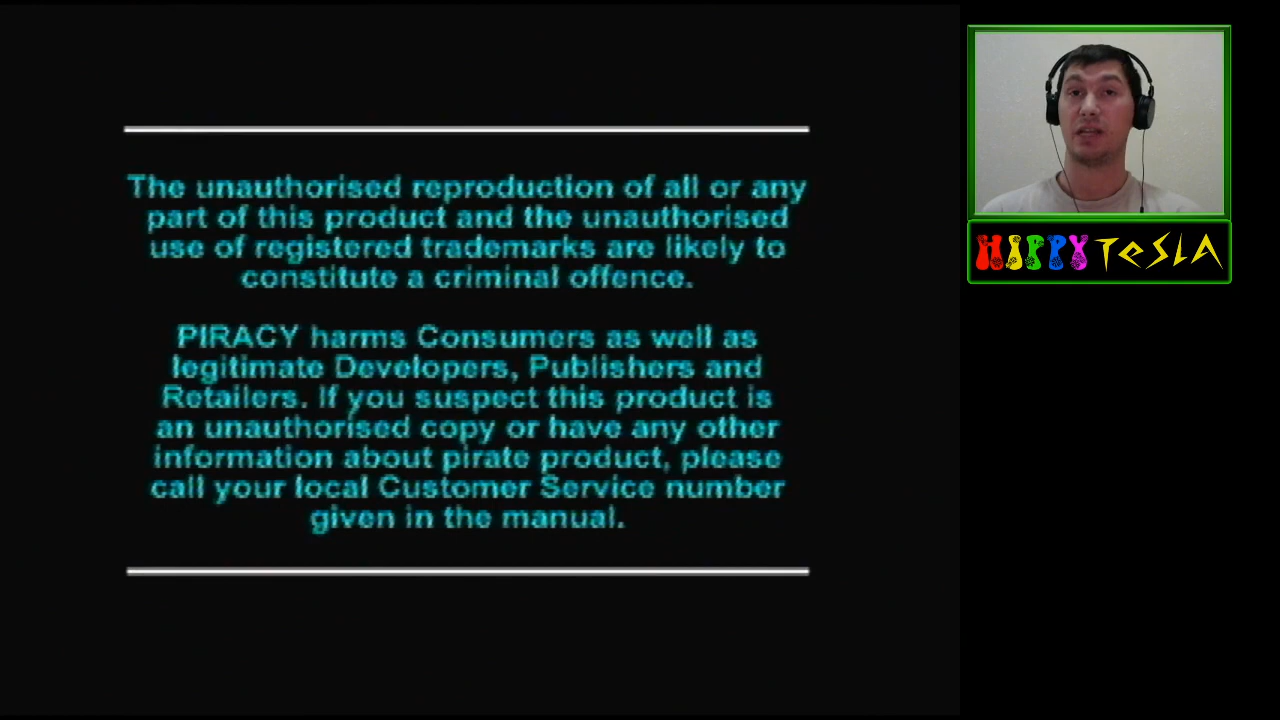 The unauthorised reproduction of all or any
part of this product and the unauthorised
use of registered trademarks are likely to
constitute a criminal offence.
PIRACY harms Consumers as well as
legitimate Developers, Publishers and
Retailers. If you suspect this product is
an unauthorised copy or have any other
information about pirate product, please
call your local Customer Service number
given in the manual.
HIPPY TeSLA